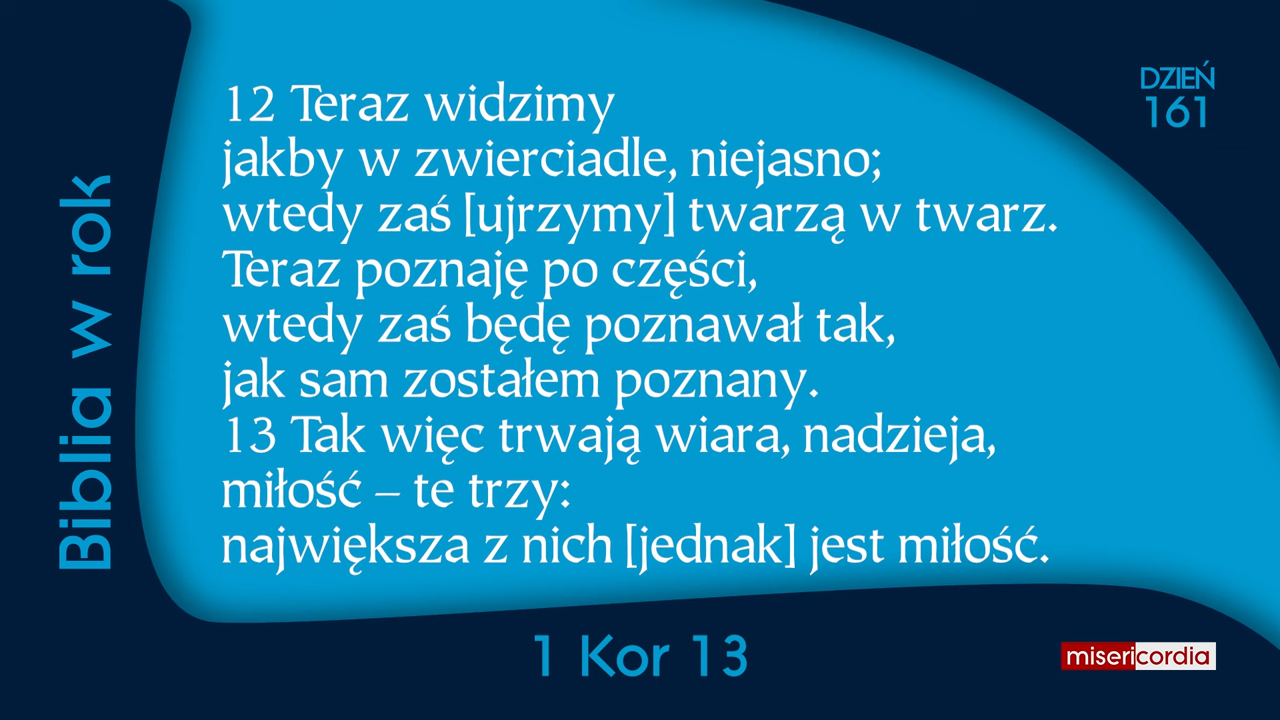 DZIEŃ
161
Biblia w rok
12 Teraz widzimy
jakby w zwierciadle, niejasno;
wtedy zaś [ujrzymy] twarzą w twarz.
Teraz poznaję po części,
wtedy zaś będę poznawał tak,
jak sam zostałem poznany.
13 Tak więc trwają wiara, nadzieja,
miłość – te trzy:
największa z nich [jednak] jest miłość.
1 Kor 13
misericordia